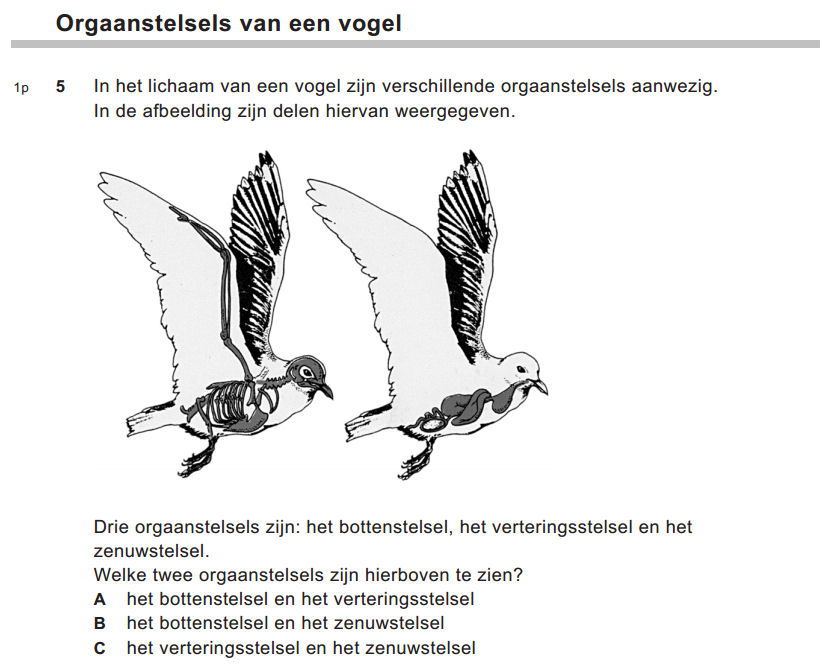 Orgaanstelsels van een vogel
1p 5 In het lichaam van een vogel zijn verschillende orgaanstelsels aanwezig.
In de afbeelding zijn delen hiervan weergegeven.
Drie orgaanstelsels zijn: het bottenstelsel, het verteringsstelsel en het
zenuwstelsel.
Welke twee orgaanstelsels zijn hierboven te zien?
A het bottenstelsel en het verteringsstelsel
B het bottenstelsel en het zenuwstelsel
C het verteringsstelsel en het zenuwstelsel